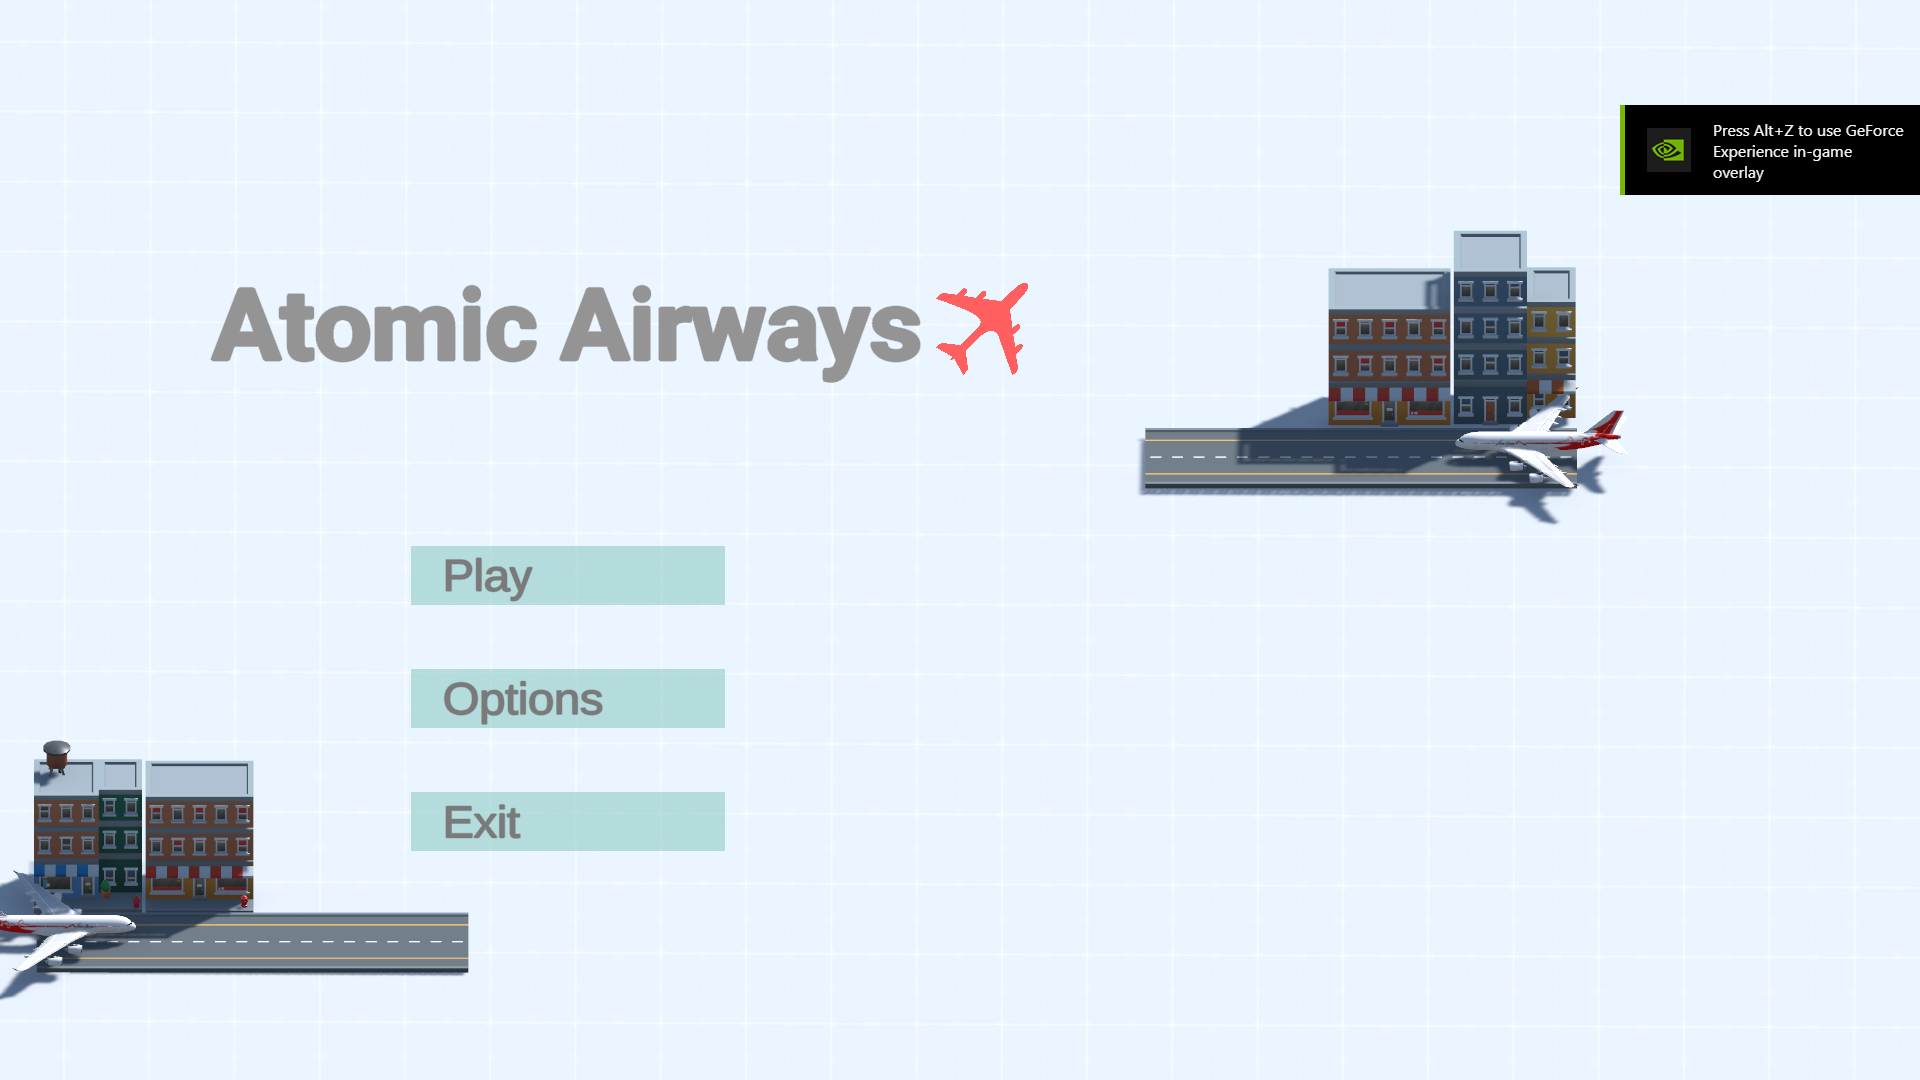 Press Alt+Z to use GeForce
Experience in-game
overlay
Atomic Airways
Play
Options
Exit